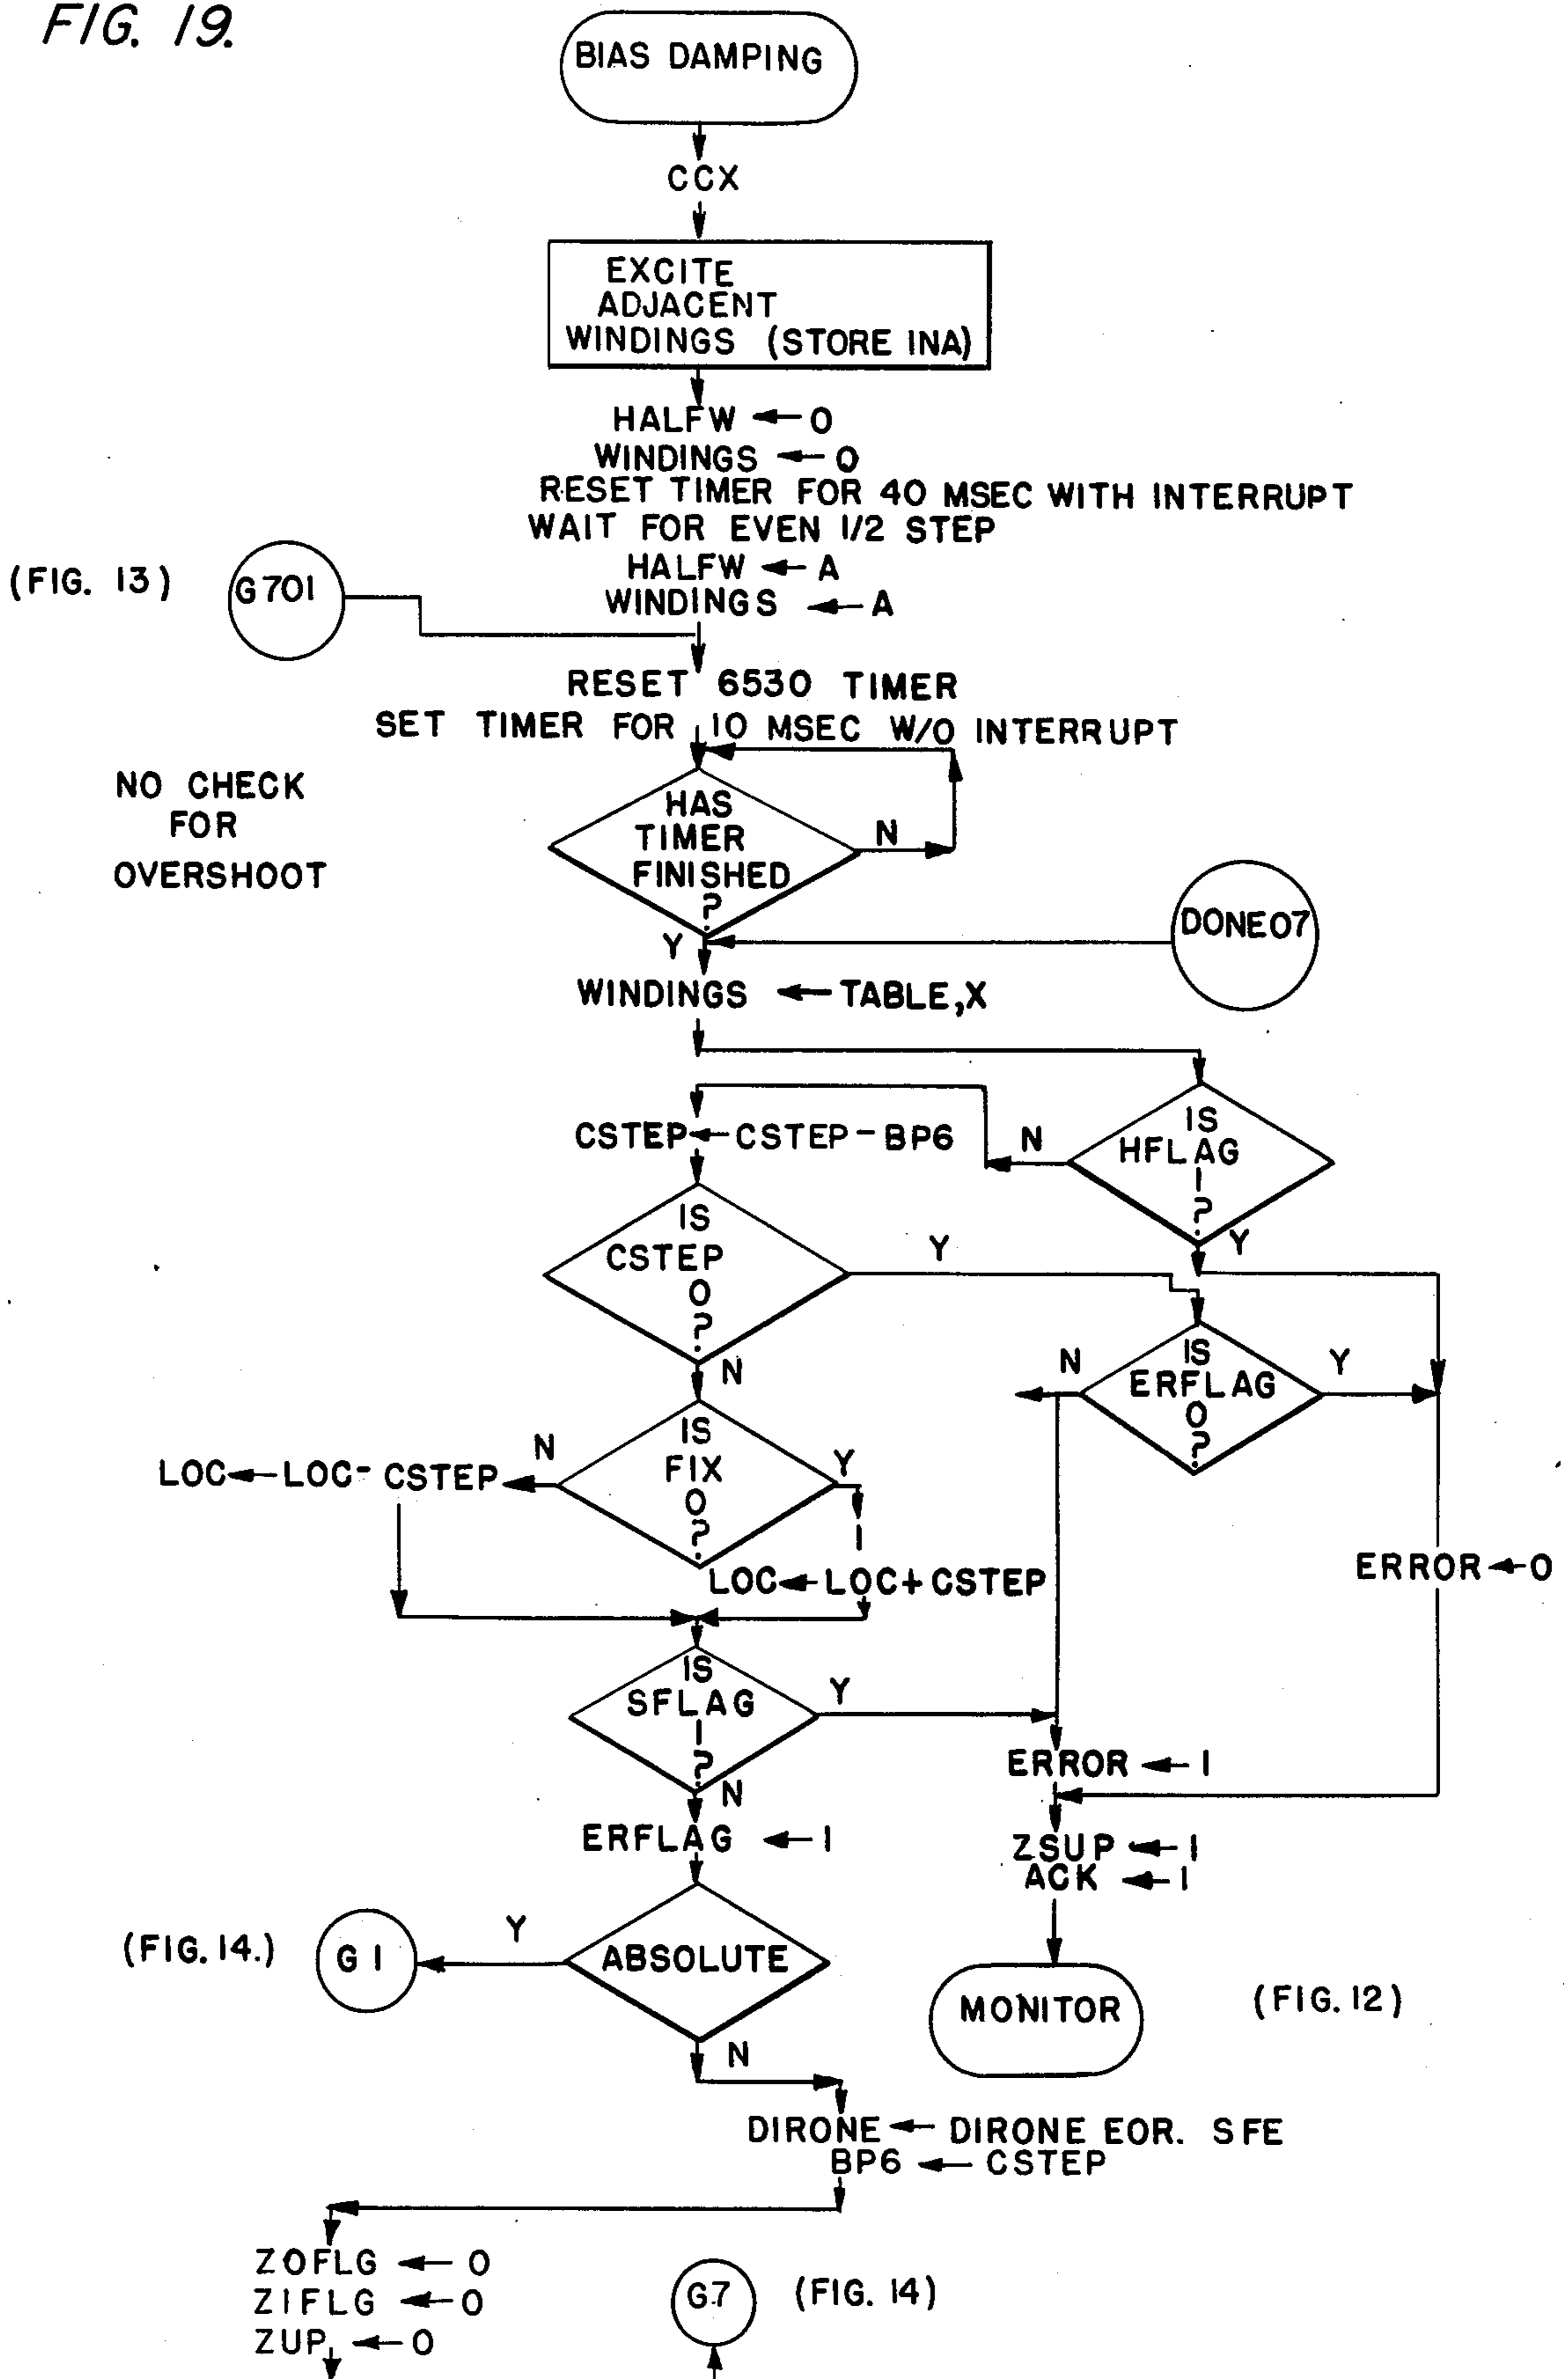 FIG. 19.
BIAS DAMPING
CCX
EXCITE
ADJACENT
WINDINGS (STORE INA)
HALFW ← 0
WINDINGS ← 0
RESET TIMER FOR 40 MSEC WITH INTERRUPT
WAIT FOR EVEN 1/2 STEP
HALFW ← A
WINDINGS ← A
(FIG. 13)
G701
RESET 6530 TIMER
SET TIMER FOR 10 MSEC W/O INTERRUPT
NO CHECK
FOR
OVERSHOOT
HAS
TIMER
FINISHED
?
N
Y
DONE07
WINDINGS ← TABLE,X
IS
HFLAG
1
?
N
Y
CSTEP ← CSTEP - BP6
IS
CSTEP
0
?
Y
N
IS
ERFLAG
0
?
N
Y
IS
FIX
0
?
N
Y
LOC ← LOC - CSTEP
LOC ← LOC + CSTEP
ERROR ← 0
IS
SFLAG
1
?
Y
N
ERROR ← 1
ERFLAG ← 1
ZSUP ← 1
ACK ← 1
(FIG. 14.)
G1
Y
ABSOLUTE
N
MONITOR
(FIG. 12)
DIRONE ← DIRONE EOR. SFE
BP6 ← CSTEP
ZOFLG ← 0
ZIFLG ← 0
ZUP ← 0
G7
(FIG. 14)